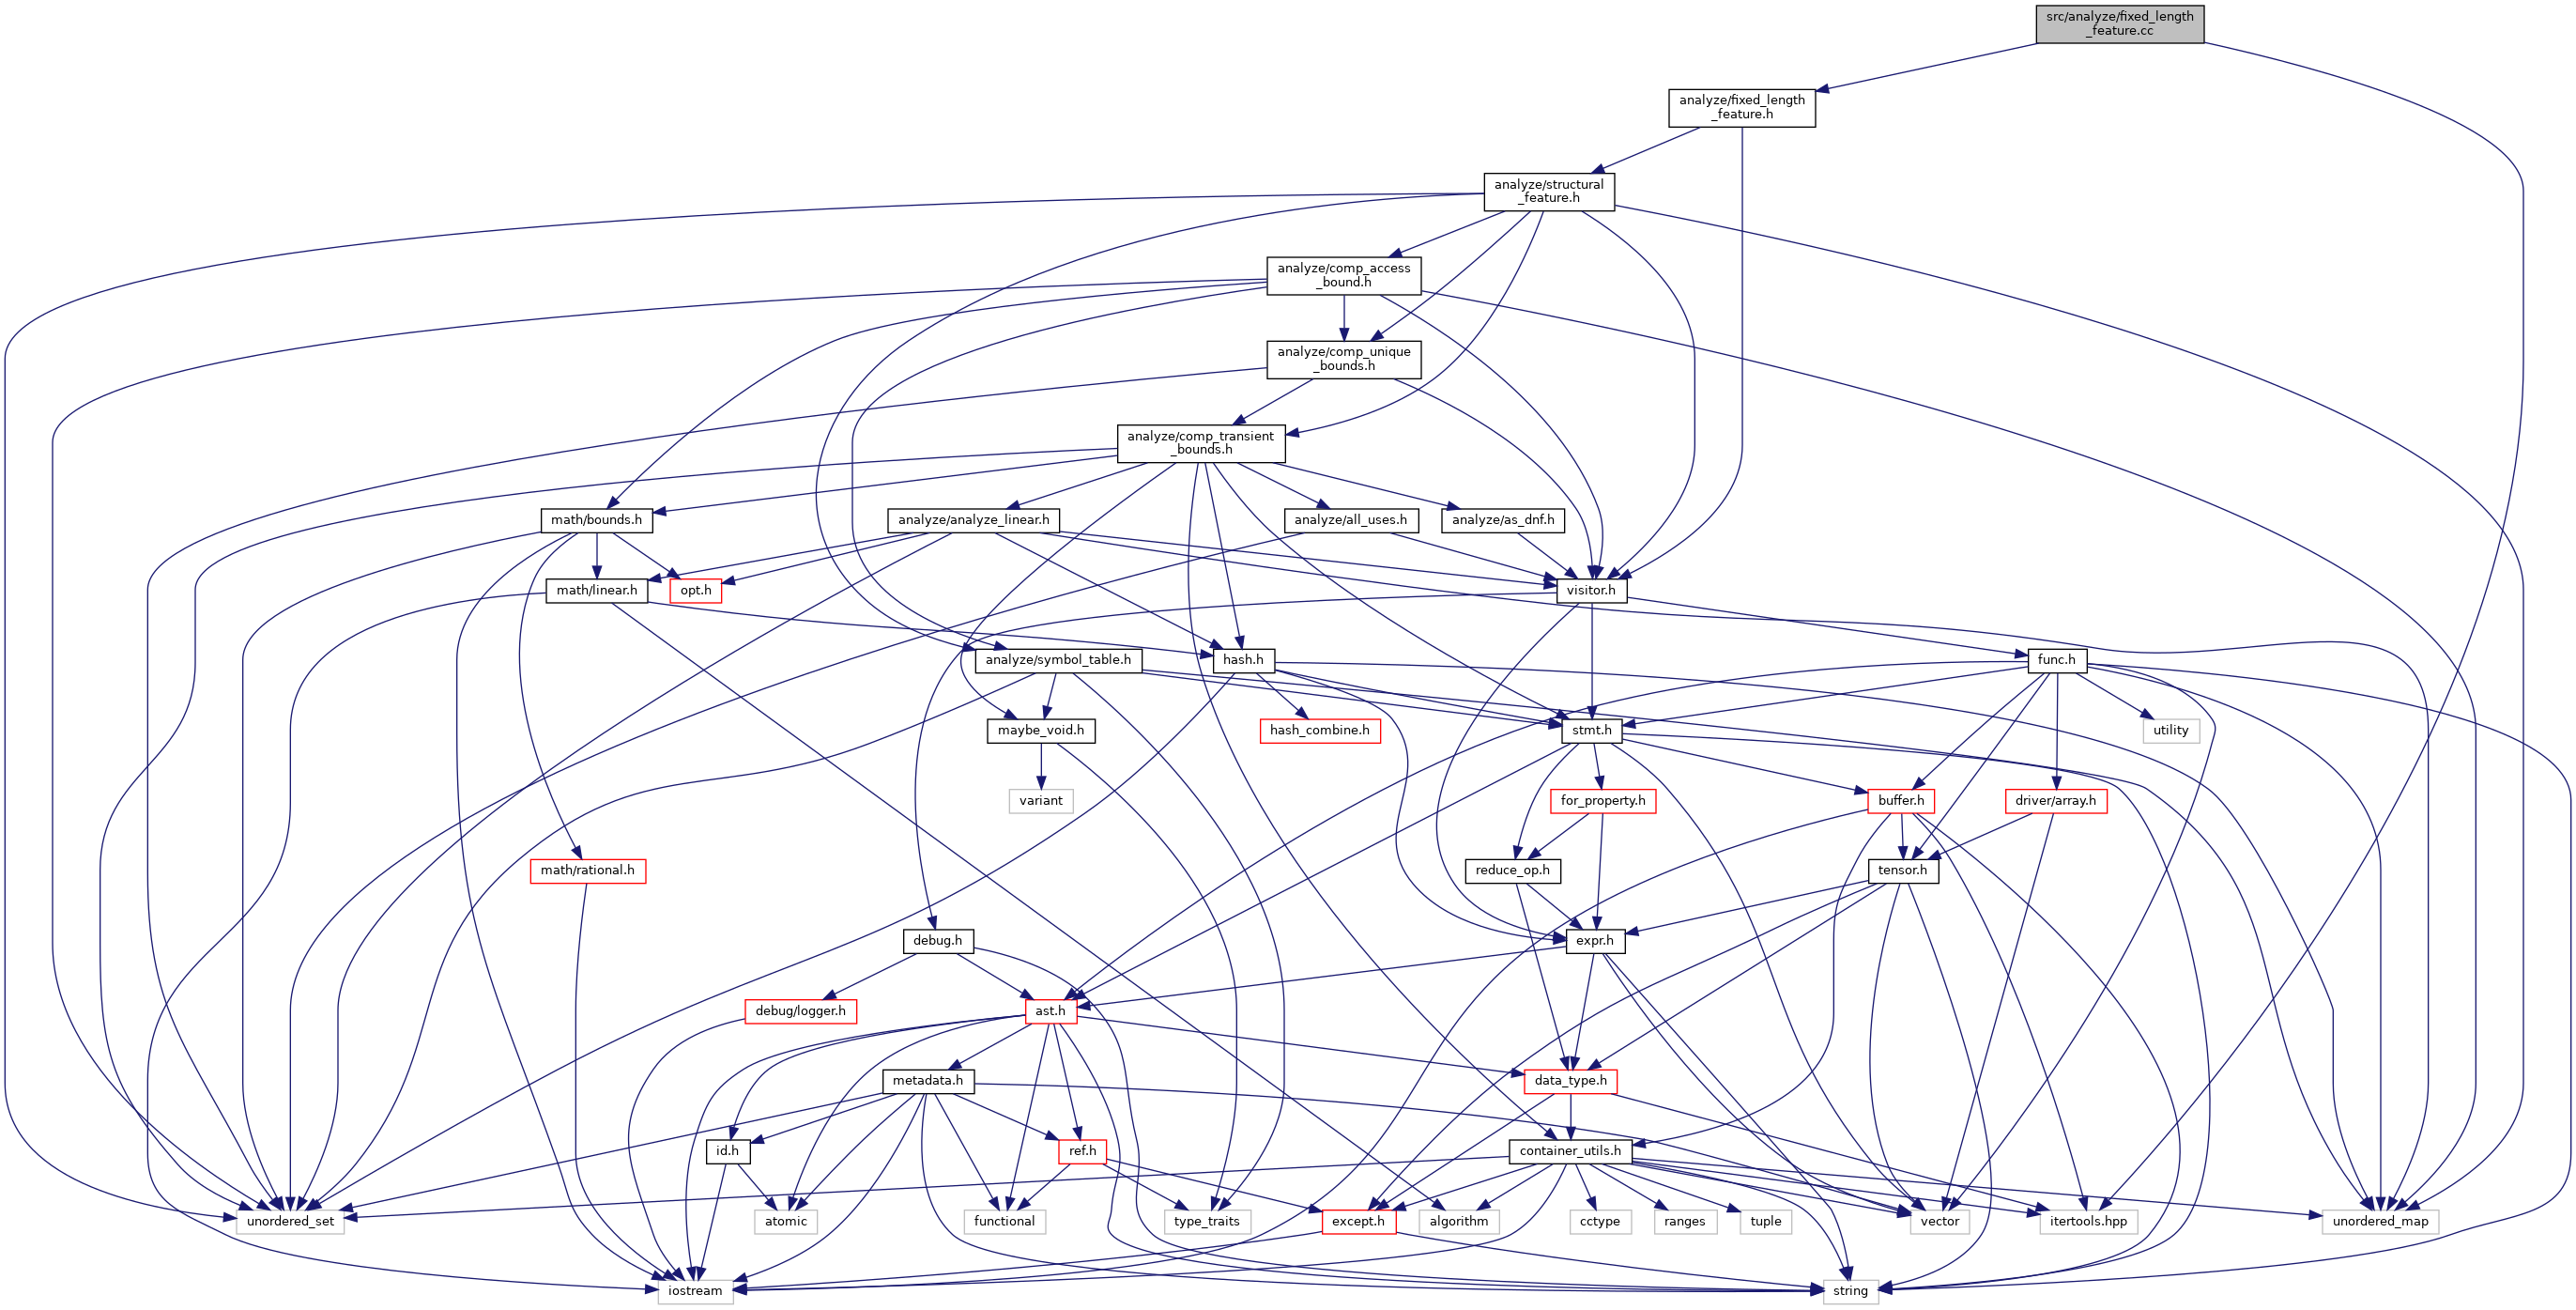 src/analyze/fixed_length
_feature.cc
analyze/fixed_length
_feature.h
analyze/structural
_feature.h
analyze/comp_access
_bound.h
analyze/comp_unique
_bounds.h
analyze/comp_transient
_bounds.h
math/bounds.h
analyze/analyze_linear.h
analyze/all_uses.h
analyze/as_dnf.h
math/linear.h
opt.h
visitor.h
analyze/symbol_table.h
hash.h
func.h
maybe_void.h
hash_combine.h
stmt.h
utility
variant
for_property.h
buffer.h
driver/array.h
math/rational.h
reduce_op.h
tensor.h
debug.h
expr.h
debug/logger.h
ast.h
metadata.h
data_type.h
id.h
ref.h
container_utils.h
unordered_set
atomic
functional
type_traits
except.h
algorithm
cctype
ranges
tuple
vector
itertools.hpp
unordered_map
iostream
string